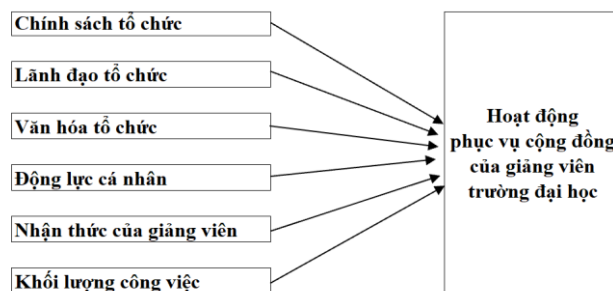 Chính sách tổ chức
Lãnh đạo tổ chức
Văn hóa tổ chức
Động lực cá nhân
Nhận thức của giảng viên
Khối lượng công việc
Hoạt động
phục vụ cộng đồng
của giảng viên
trường đại học